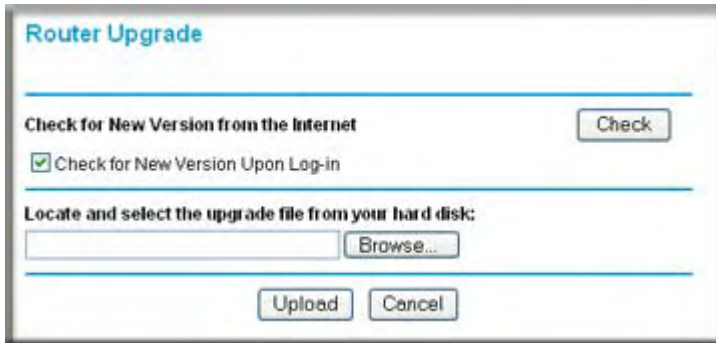 Router Upgrade
Check for New Version from the Internet
Check
Check for New Version Upon Log-in
Locate and select the upgrade file from your hard disk:
Browse...
Upload
Cancel